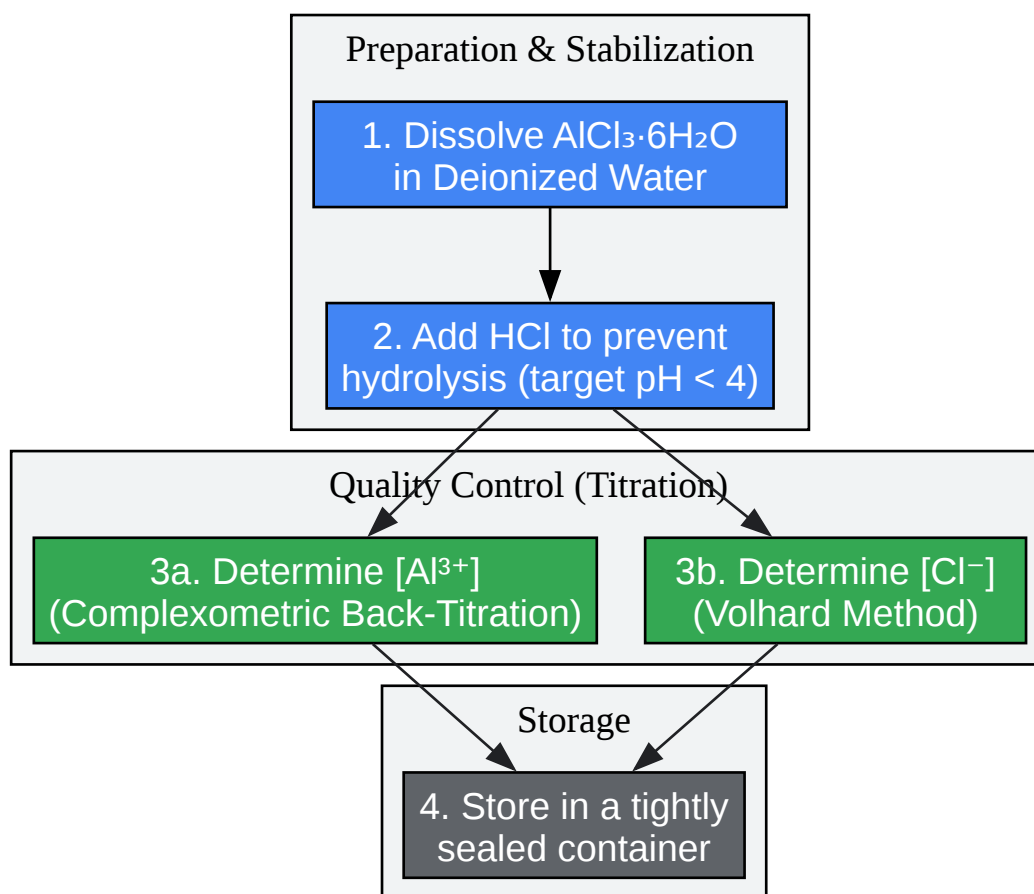 Preparation & Stabilization
1. Dissolve AlCl₃·6H₂O
in Deionized Water
2. Add HCl to prevent
hydrolysis (target pH < 4)
Quality Control (Titration)
3a. Determine [Al³⁺]
(Complexometric Back-Titration)
3b. Determine [Cl⁻]
(Volhard Method)
Storage
4. Store in a tightly
sealed container